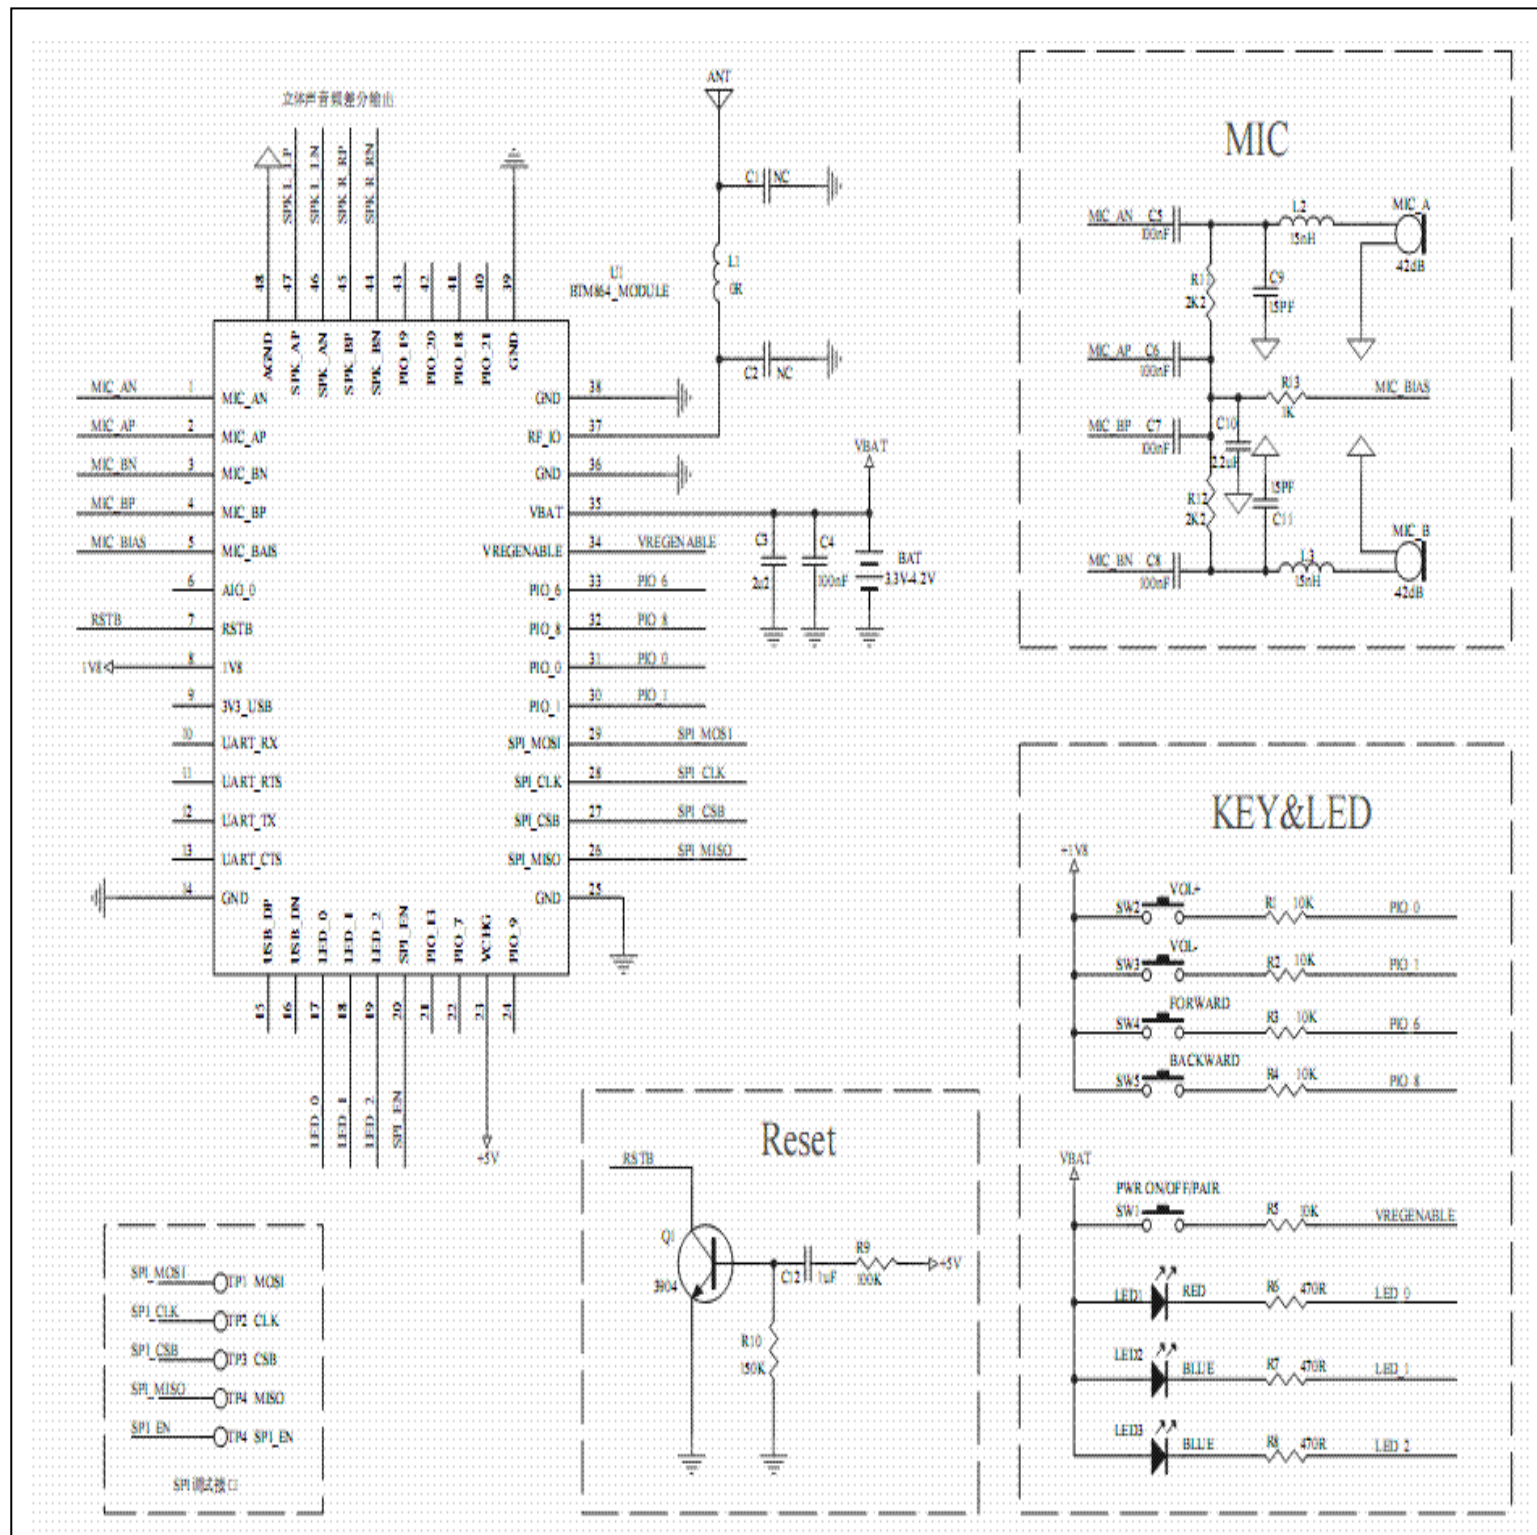 立体声音频差分输出
ANT
SPK_L_LP
SPK_L_LN
SPK_R_RP
SPK_R_RN
C1 NC
L1
0R
C2 NC
48
47
46
45
44
43
42
41
40
39
U1
BTM864_MODULE
AGND
SPK_AP
SPK_AN
SPK_BP
SPK_BN
PIO_19
PIO_20
PIO_18
PIO_21
GND
MIC_AN 1 MIC_AN
MIC_AP 2 MIC_AP
MIC_BN 3 MIC_BN
MIC_BP 4 MIC_BP
MIC_BIAS 5 MIC_BAIS
6 AIO_0
RSTB 7 RSTB
1V8 8 1V8
9 3V3_USB
10 UART_RX
11 UART_RTS
12 UART_TX
13 UART_CTS
14 GND
GND 38
RF_IO 37
GND 36
VBAT 35
VREGENABLE 34 VREGENABLE
PIO_6 33 PIO_6
PIO_8 32 PIO_8
PIO_0 31 PIO_0
PIO_1 30 PIO_1
SPI_MOSI 29 SPI_MOSI
SPI_CLK 28 SPI_CLK
SPI_CSB 27 SPI_CSB
SPI_MISO 26 SPI_MISO
GND 25
VBAT
C3
2u2
C4
100nF
BAT
3.3V-4.2V
USB_DP
USB_DN
LED_0
LED_1
LED_2
SPI_EN
PIO_13
PIO_7
VCHG
PIO_9
15
16
17
18
19
20
21
22
23
24
LED_0
LED_1
LED_2
SPI_EN
+5V
MIC
MIC_AN C5
100nF
L2
15nH
MIC_A
42dB
R11
2K2
C9
15PF
MIC_AP C6
100nF
R13
1K
MIC_BIAS
MIC_BP C7
100nF
C10
2.2uF
15PF
C11
R12
2K2
MIC_BN C8
100nF
L3
15nH
MIC_B
42dB
KEY&LED
+1V8
VOL+
SW2 R1 10K PIO_0
VOL-
SW3 R2 10K PIO_1
FORWARD
SW4 R3 10K PIO_6
BACKWARD
SW5 R4 10K PIO_8
VBAT
PWR ON/OFF/PAIR
SW1 R5 10K VREGENABLE
LED1 RED R6 470R LED_0
LED2 BLUE R7 470R LED_1
LED3 BLUE R8 470R LED_2
Reset
RSTB
Q1
3904
C12 1uF
R9
100K
+5V
R10
150K
SPI_MOSI TP1 MOSI
SPI_CLK TP2 CLK
SPI_CSB TP3 CSB
SPI_MISO TP4 MISO
SPI_EN TP4 SPI_EN
SPI调试接口